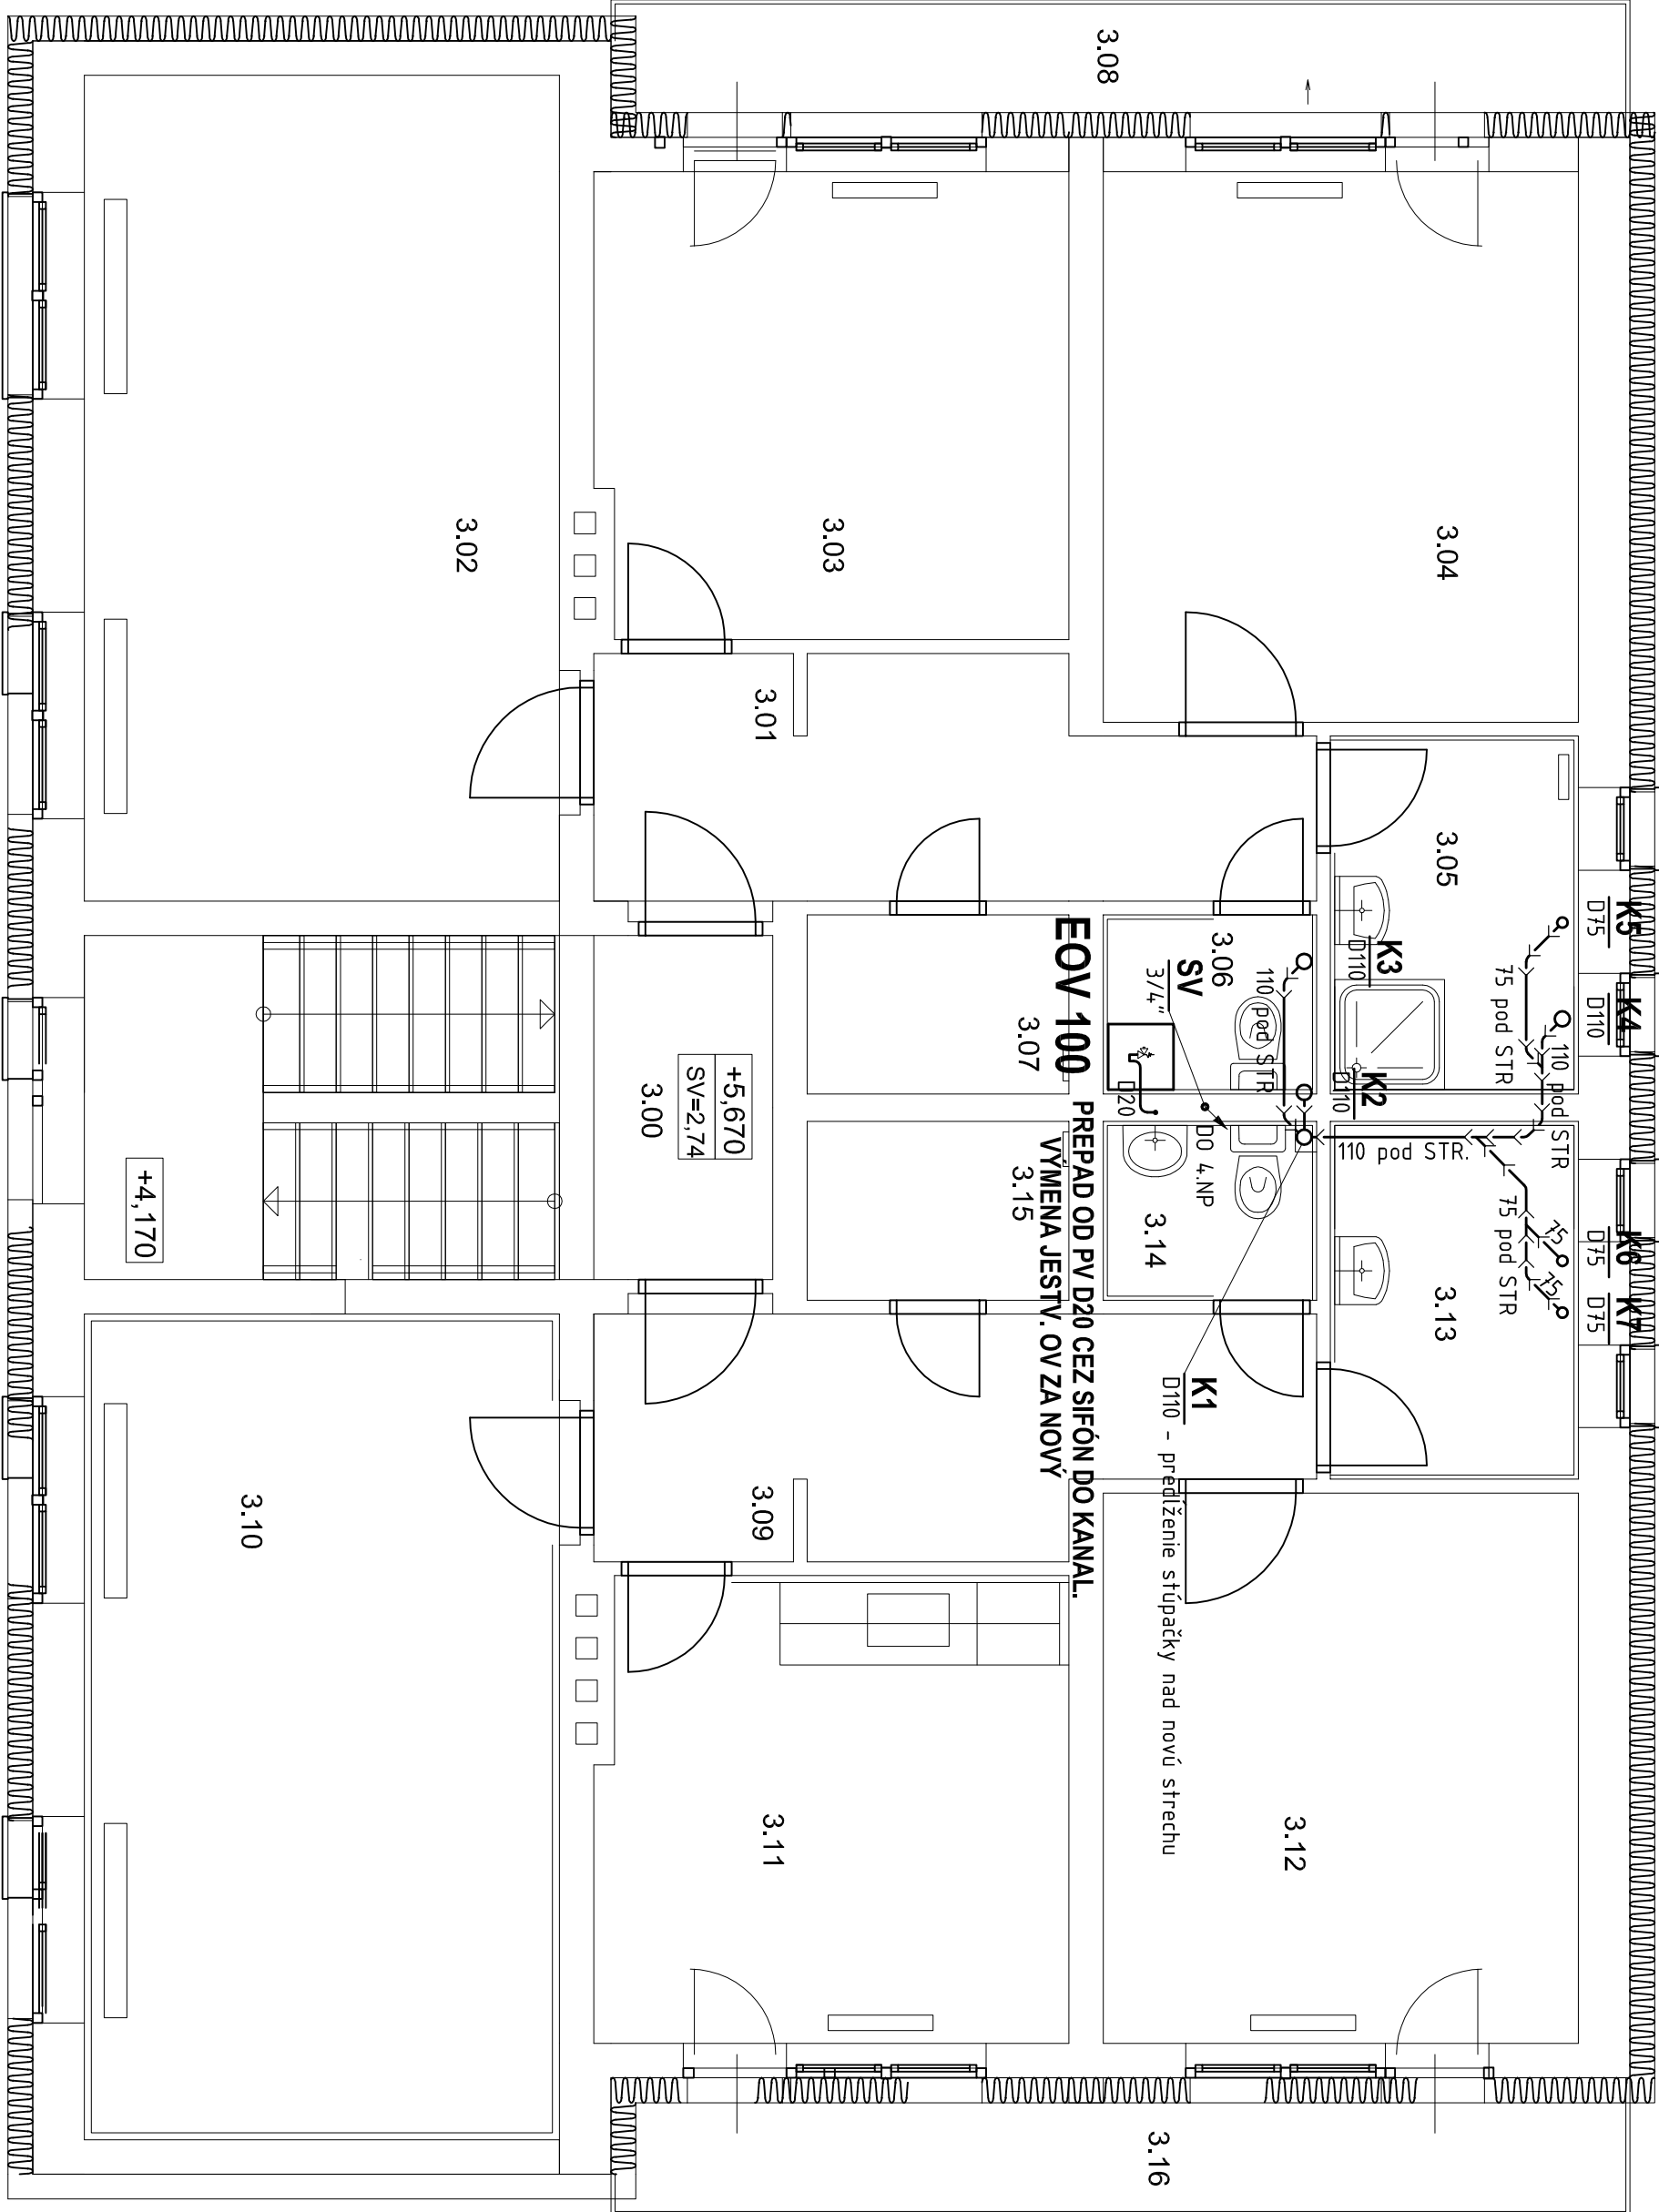 3.08
3.16
K5
D75
K4
D110
K6
D75
K7
D75
75 pod STR
110 pod STR
75 pod STR
75
75
3.04
3.05
3.13
3.12
K3
D110
K2
D110
110 pod STR.
110 pod STR
3.06
SV
3/4"
DO 4.NP
D20
3.14
K1
D110 - predĺženie stúpačky nad novú strechu
EOV 100 PREPAD OD PV D20 CEZ SIFÓN DO KANAL.
VÝMENA JESTV. OV ZA NOVÝ
3.07
3.15
3.03
3.01
+5,670
SV=2,74
3.00
3.09
3.11
3.02
3.10
+4,170